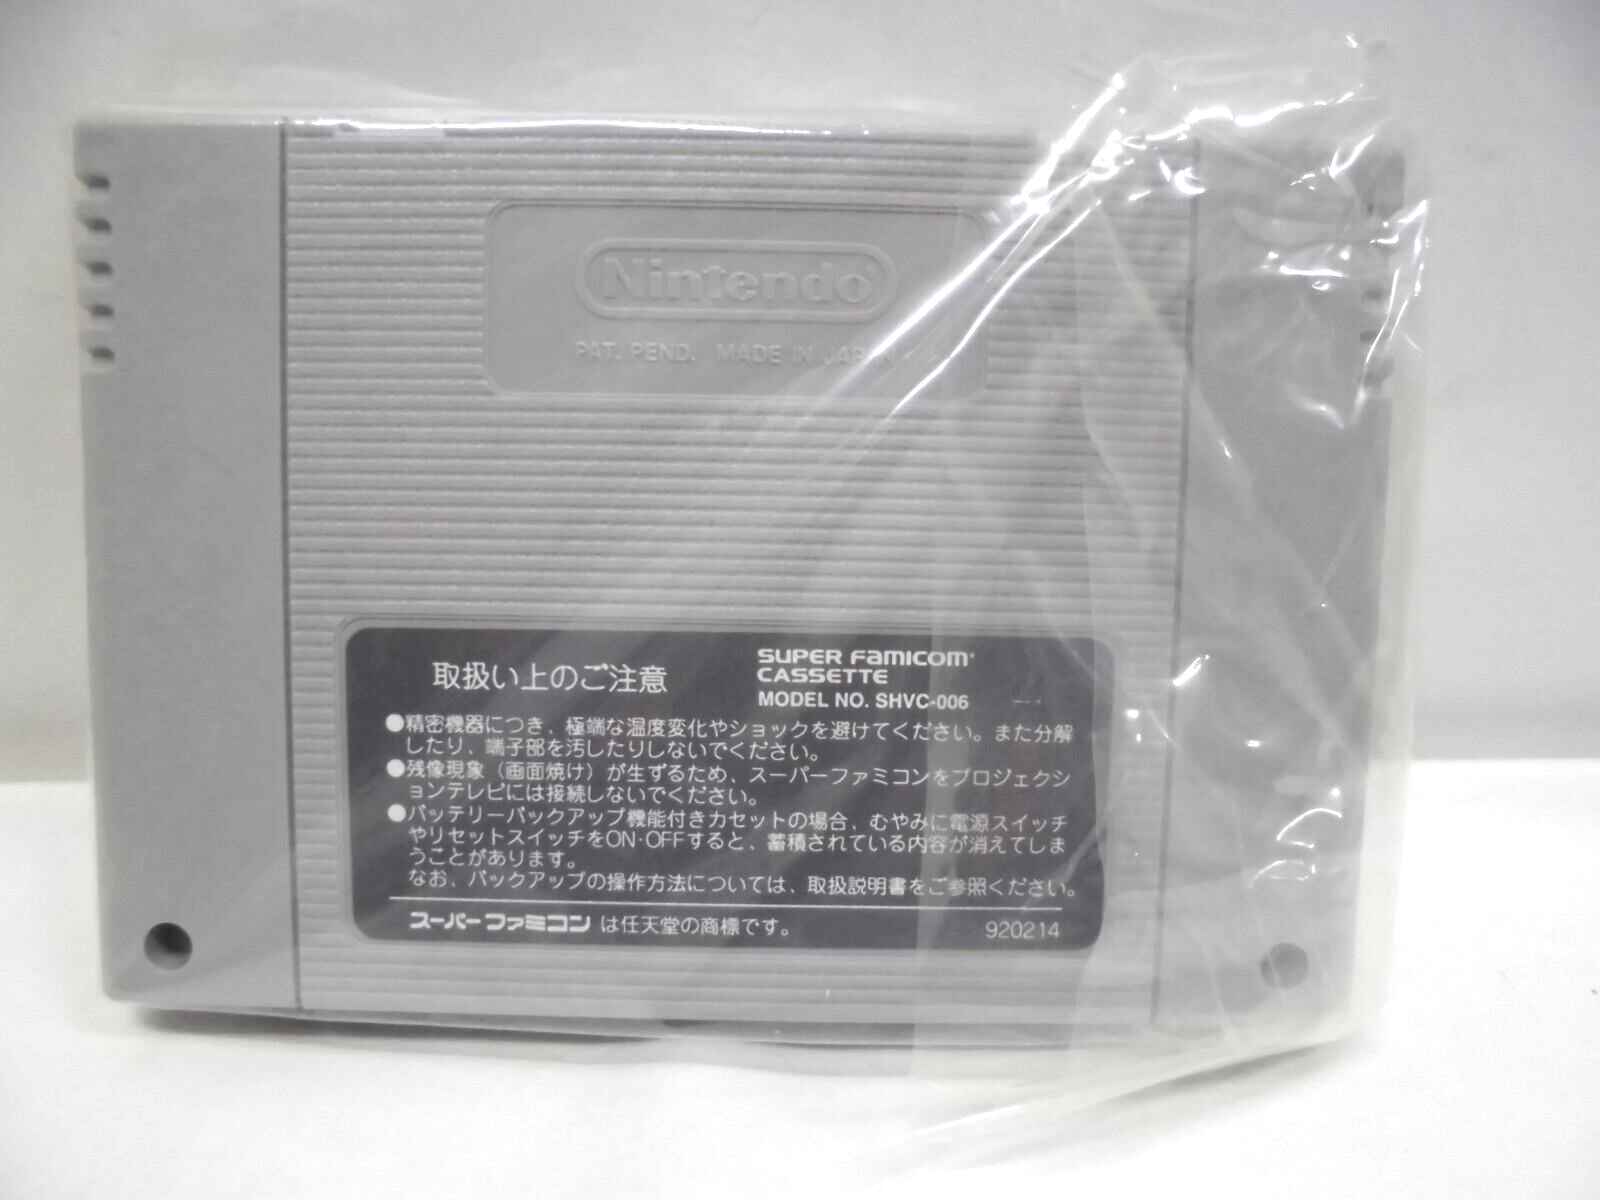 Nintendo
PAT. PEND. MADE IN JAPAN
取扱い上のご注意
SUPER FAMICOM
CASSETTE
MODEL NO. SHVC-006
●精密機器につき、極端な温度変化やショックを避けてください。また分解
したり、端子部を汚したりしないでください。
●残像現象（画面焼け）が生ずるため、スーパーファミコンをプロジェクシ
ョンテレビには接続しないでください。
●バッテリーバックアップ機能付きカセットの場合、むやみに電源スイッチ
やリセットスイッチをON·OFFすると、蓄積されている内容が消えてしま
うことがあります。
なお、バックアップの操作方法については、取扱説明書をご参照ください。
スーパーファミコン は任天堂の商標です。 920214